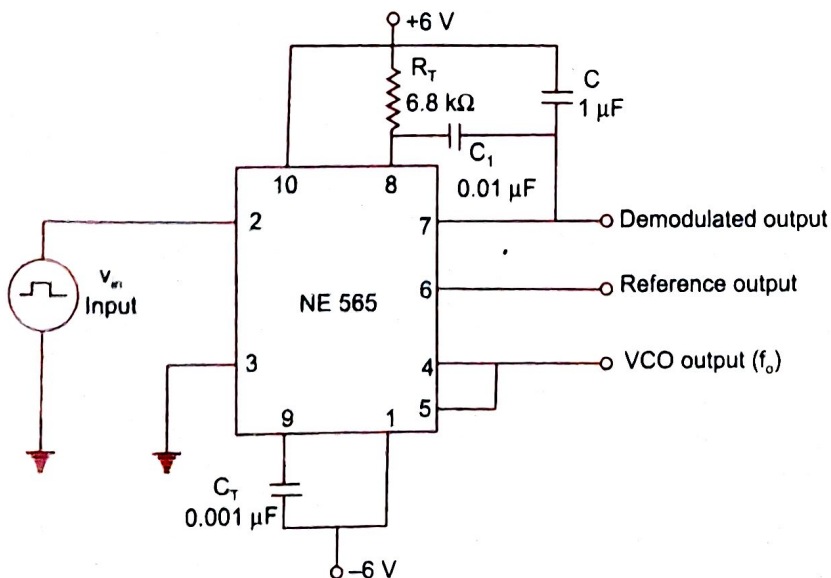 +6 V
R_T
6.8 kΩ
C
1 μF
C_1
0.01 μF
10
8
2
7
Demodulated output
v_in
Input
6
Reference output
NE 565
3
4
VCO output (f_o)
5
9
1
C_T
0.001 μF
–6 V